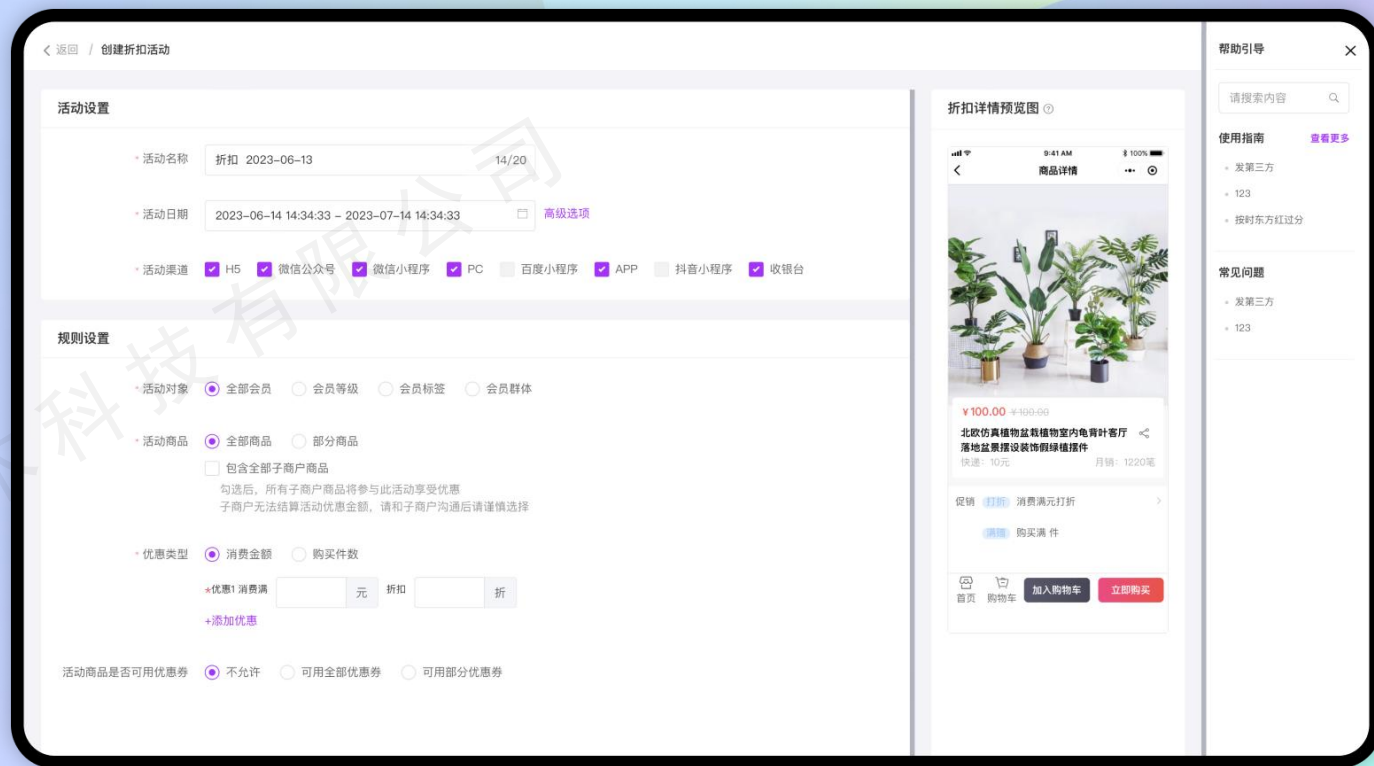 返回 / 创建折扣活动
活动设置
* 活动名称 折扣 2023-06-13 14/20
* 活动日期 2023-06-14 14:34:33 ~ 2023-07-14 14:34:33 高级选项
* 活动渠道 H5 微信公众号 微信小程序 PC 百度小程序 APP 抖音小程序 收银台
规则设置
* 活动对象 全部会员 会员等级 会员标签 会员群体
* 活动商品 全部商品 部分商品
包含全部子商户商品
勾选后，所有子商户商品将参与此活动享受优惠
子商户无法结算活动优惠金额，请和子商户沟通后请谨慎选择
* 优惠类型 消费金额 购买件数
*优惠1 消费满 元 折扣 折
+添加优惠
活动商品是否可用优惠券 不允许 可用全部优惠券 可用部分优惠券
折扣详情预览图
9:41 AM 100%
商品详情
¥100.00 ¥100.00
北欧仿真植物盆栽植物室内龟背叶客厅
落地盆景摆设装饰假绿植摆件
快递：10元 月销：1220笔
促销 打折 消费满元打折
满赠 购买满 件
首页 购物车 加入购物车 立即购买
帮助引导
请搜索内容
使用指南 查看更多
发第三方
123
按时东方红过分
常见问题
发第三方
123
科技有限公司